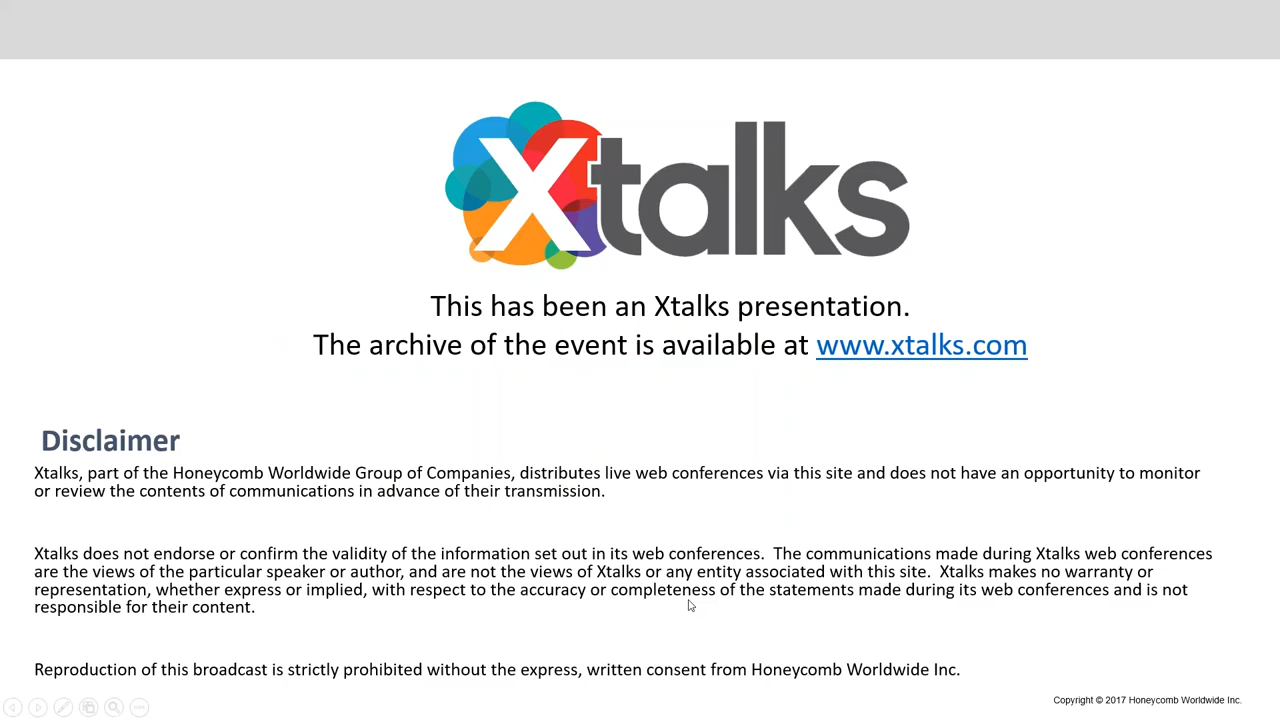 xtalks
This has been an Xtalks presentation.
The archive of the event is available at www.xtalks.com
Disclaimer
Xtalks, part of the Honeycomb Worldwide Group of Companies, distributes live web conferences via this site and does not have an opportunity to monitor
or review the contents of communications in advance of their transmission.
Xtalks does not endorse or confirm the validity of the information set out in its web conferences.  The communications made during Xtalks web conferences
are the views of the particular speaker or author, and are not the views of Xtalks or any entity associated with this site.  Xtalks makes no warranty or
representation, whether express or implied, with respect to the accuracy or completeness of the statements made during its web conferences and is not
responsible for their content.
Reproduction of this broadcast is strictly prohibited without the express, written consent from Honeycomb Worldwide Inc.
Copyright © 2017 Honeycomb Worldwide Inc.